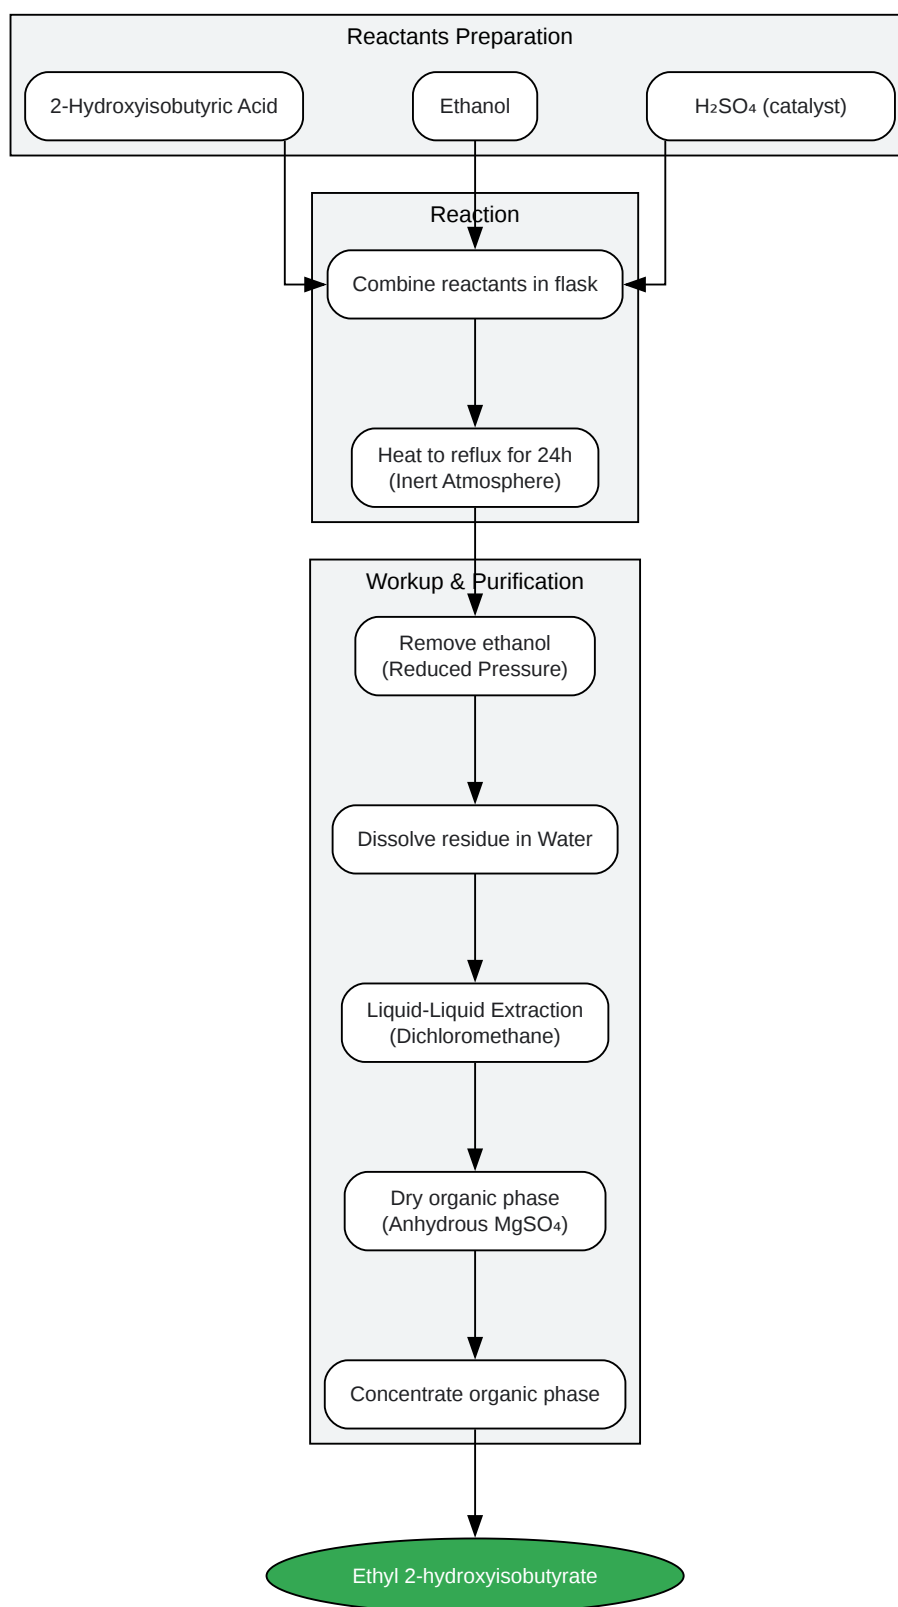 Reactants Preparation
2-Hydroxyisobutyric Acid
Ethanol
H₂SO₄ (catalyst)
Reaction
Combine reactants in flask
Heat to reflux for 24h
(Inert Atmosphere)
Workup & Purification
Remove ethanol
(Reduced Pressure)
Dissolve residue in Water
Liquid-Liquid Extraction
(Dichloromethane)
Dry organic phase
(Anhydrous MgSO₄)
Concentrate organic phase
Ethyl 2-hydroxyisobutyrate